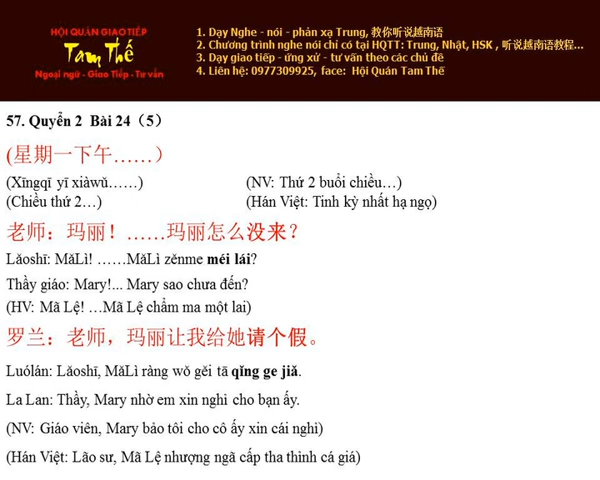 HỘI QUÁN GIAO TIẾP
Tam Thế
Ngoại ngữ - Giao Tiếp - Tư vấn
1. Dạy Nghe - nói - phản xạ Trung, 教你听说越南语
2. Chương trình nghe nói chỉ có tại HQTT: Trung, Nhật, HSK , 听说越南语教程...
3. Dạy giao tiếp - ứng xử - tư vấn theo các chủ đề
4. Liên hệ: 0977309925, face: Hội Quán Tam Thế
57. Quyển 2 Bài 24（5）
(星期一下午……）
(Xīngqī yī xiàwǔ……) (NV: Thứ 2 buổi chiều…)
(Chiều thứ 2…) (Hán Việt: Tinh kỳ nhất hạ ngọ)
老师：玛丽！……玛丽怎么没来？
Lǎoshī: MǎLì! ……MǎLì zěnme méi lái?
Thầy giáo: Mary!... Mary sao chưa đến?
(HV: Mã Lệ! …Mã Lệ chẩm ma một lai)
罗兰：老师，玛丽让我给她请个假。
Luólán: Lǎoshī, MǎLì ràng wǒ gěi tā qǐng ge jiǎ.
La Lan: Thầy, Mary nhờ em xin nghỉ cho bạn ấy.
(NV: Giáo viên, Mary bảo tôi cho cô ấy xin cái nghỉ)
(Hán Việt: Lão sư, Mã Lệ nhượng ngã cấp tha thỉnh cá giá)